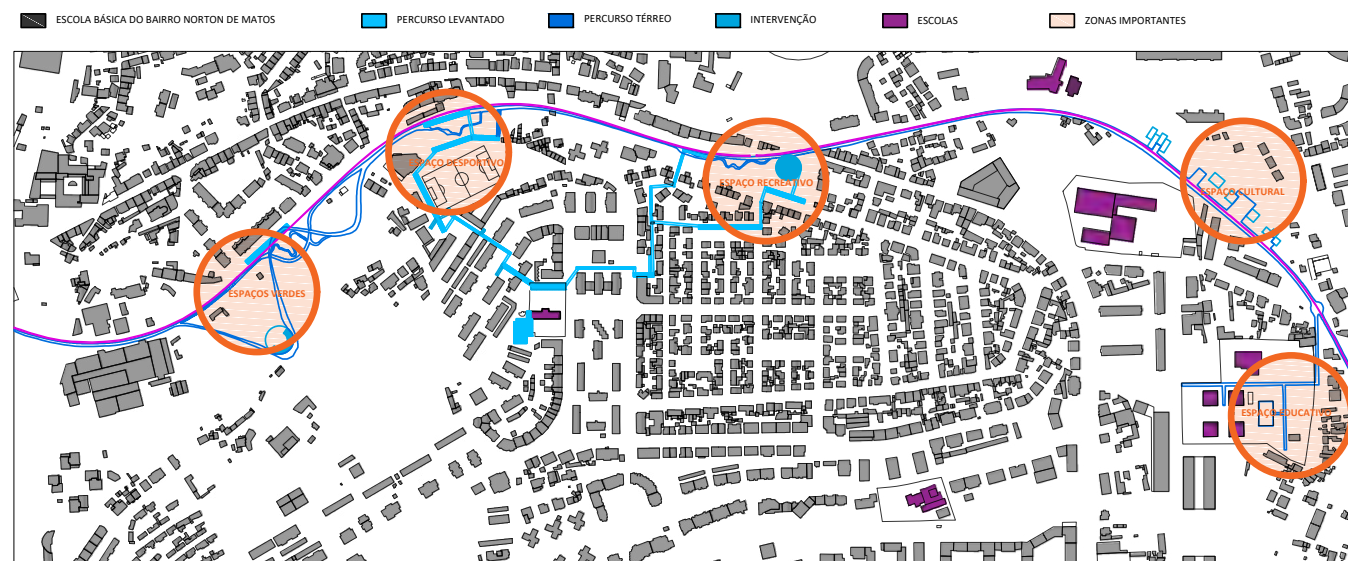 ESCOLA BÁSICA DO BAIRRO NORTON DE MATOS
PERCURSO LEVANTADO
PERCURSO TÉRREO
INTERVENÇÃO
ESCOLAS
ZONAS IMPORTANTES
ESPAÇO DESPORTIVO
ESPAÇO RECREATIVO
ESPAÇO CULTURAL
ESPAÇOS VERDES
ESPAÇO EDUCATIVO